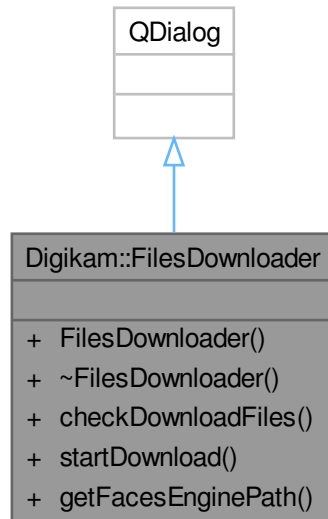 QDialog
Digikam::FilesDownloader
+ FilesDownloader()
+ ~FilesDownloader()
+ checkDownloadFiles()
+ startDownload()
+ getFacesEnginePath()